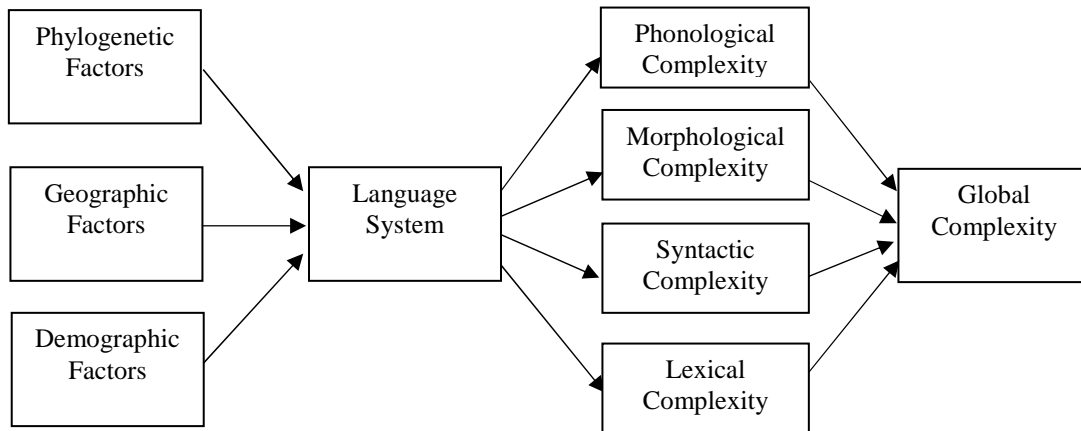 Phylogenetic
Factors
Geographic
Factors
Demographic
Factors
Language
System
Phonological
Complexity
Morphological
Complexity
Syntactic
Complexity
Lexical
Complexity
Global
Complexity